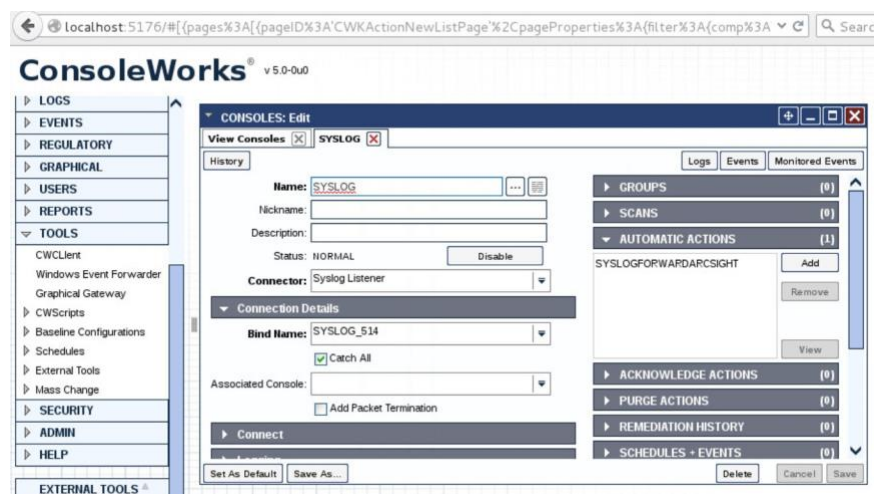 localhost:5176/#[{pages%3A[{pageID%3A'CWKActionNewListPage'%2CpageProperties%3A{filter%3A{comp%3A
Searc
ConsoleWorks® v 5.0-0u0
LOGS
EVENTS
REGULATORY
GRAPHICAL
USERS
REPORTS
TOOLS
CWCLient
Windows Event Forwarder
Graphical Gateway
CWScripts
Baseline Configurations
Schedules
External Tools
Mass Change
SECURITY
ADMIN
HELP
EXTERNAL TOOLS
CONSOLES: Edit
View Consoles SYSLOG
History Logs Events Monitored Events
Name: SYSLOG
Nickname:
Description:
Status: NORMAL Disable
Connector: Syslog Listener
Connection Details
Bind Name: SYSLOG_514
Catch All
Associated Console:
Add Packet Termination
Connect
Logging
GROUPS (0)
SCANS (0)
AUTOMATIC ACTIONS (1)
SYSLOGFORWARDARCSIGHT Add
Remove
View
ACKNOWLEDGE ACTIONS (0)
PURGE ACTIONS (0)
REMEDIATION HISTORY (0)
SCHEDULES + EVENTS (0)
Set As Default Save As... Delete Cancel Save